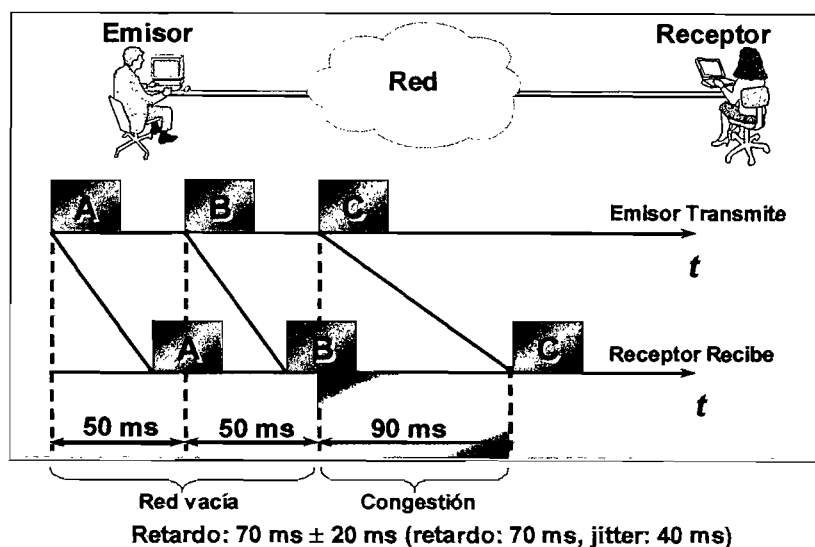 Emisor
Receptor
Red
A
B
C
Emisor Transmite
t
A
B
C
Receptor Recibe
t
50 ms
50 ms
90 ms
Red vacía
Congestión
Retardo: 70 ms ± 20 ms (retardo: 70 ms, jitter: 40 ms)